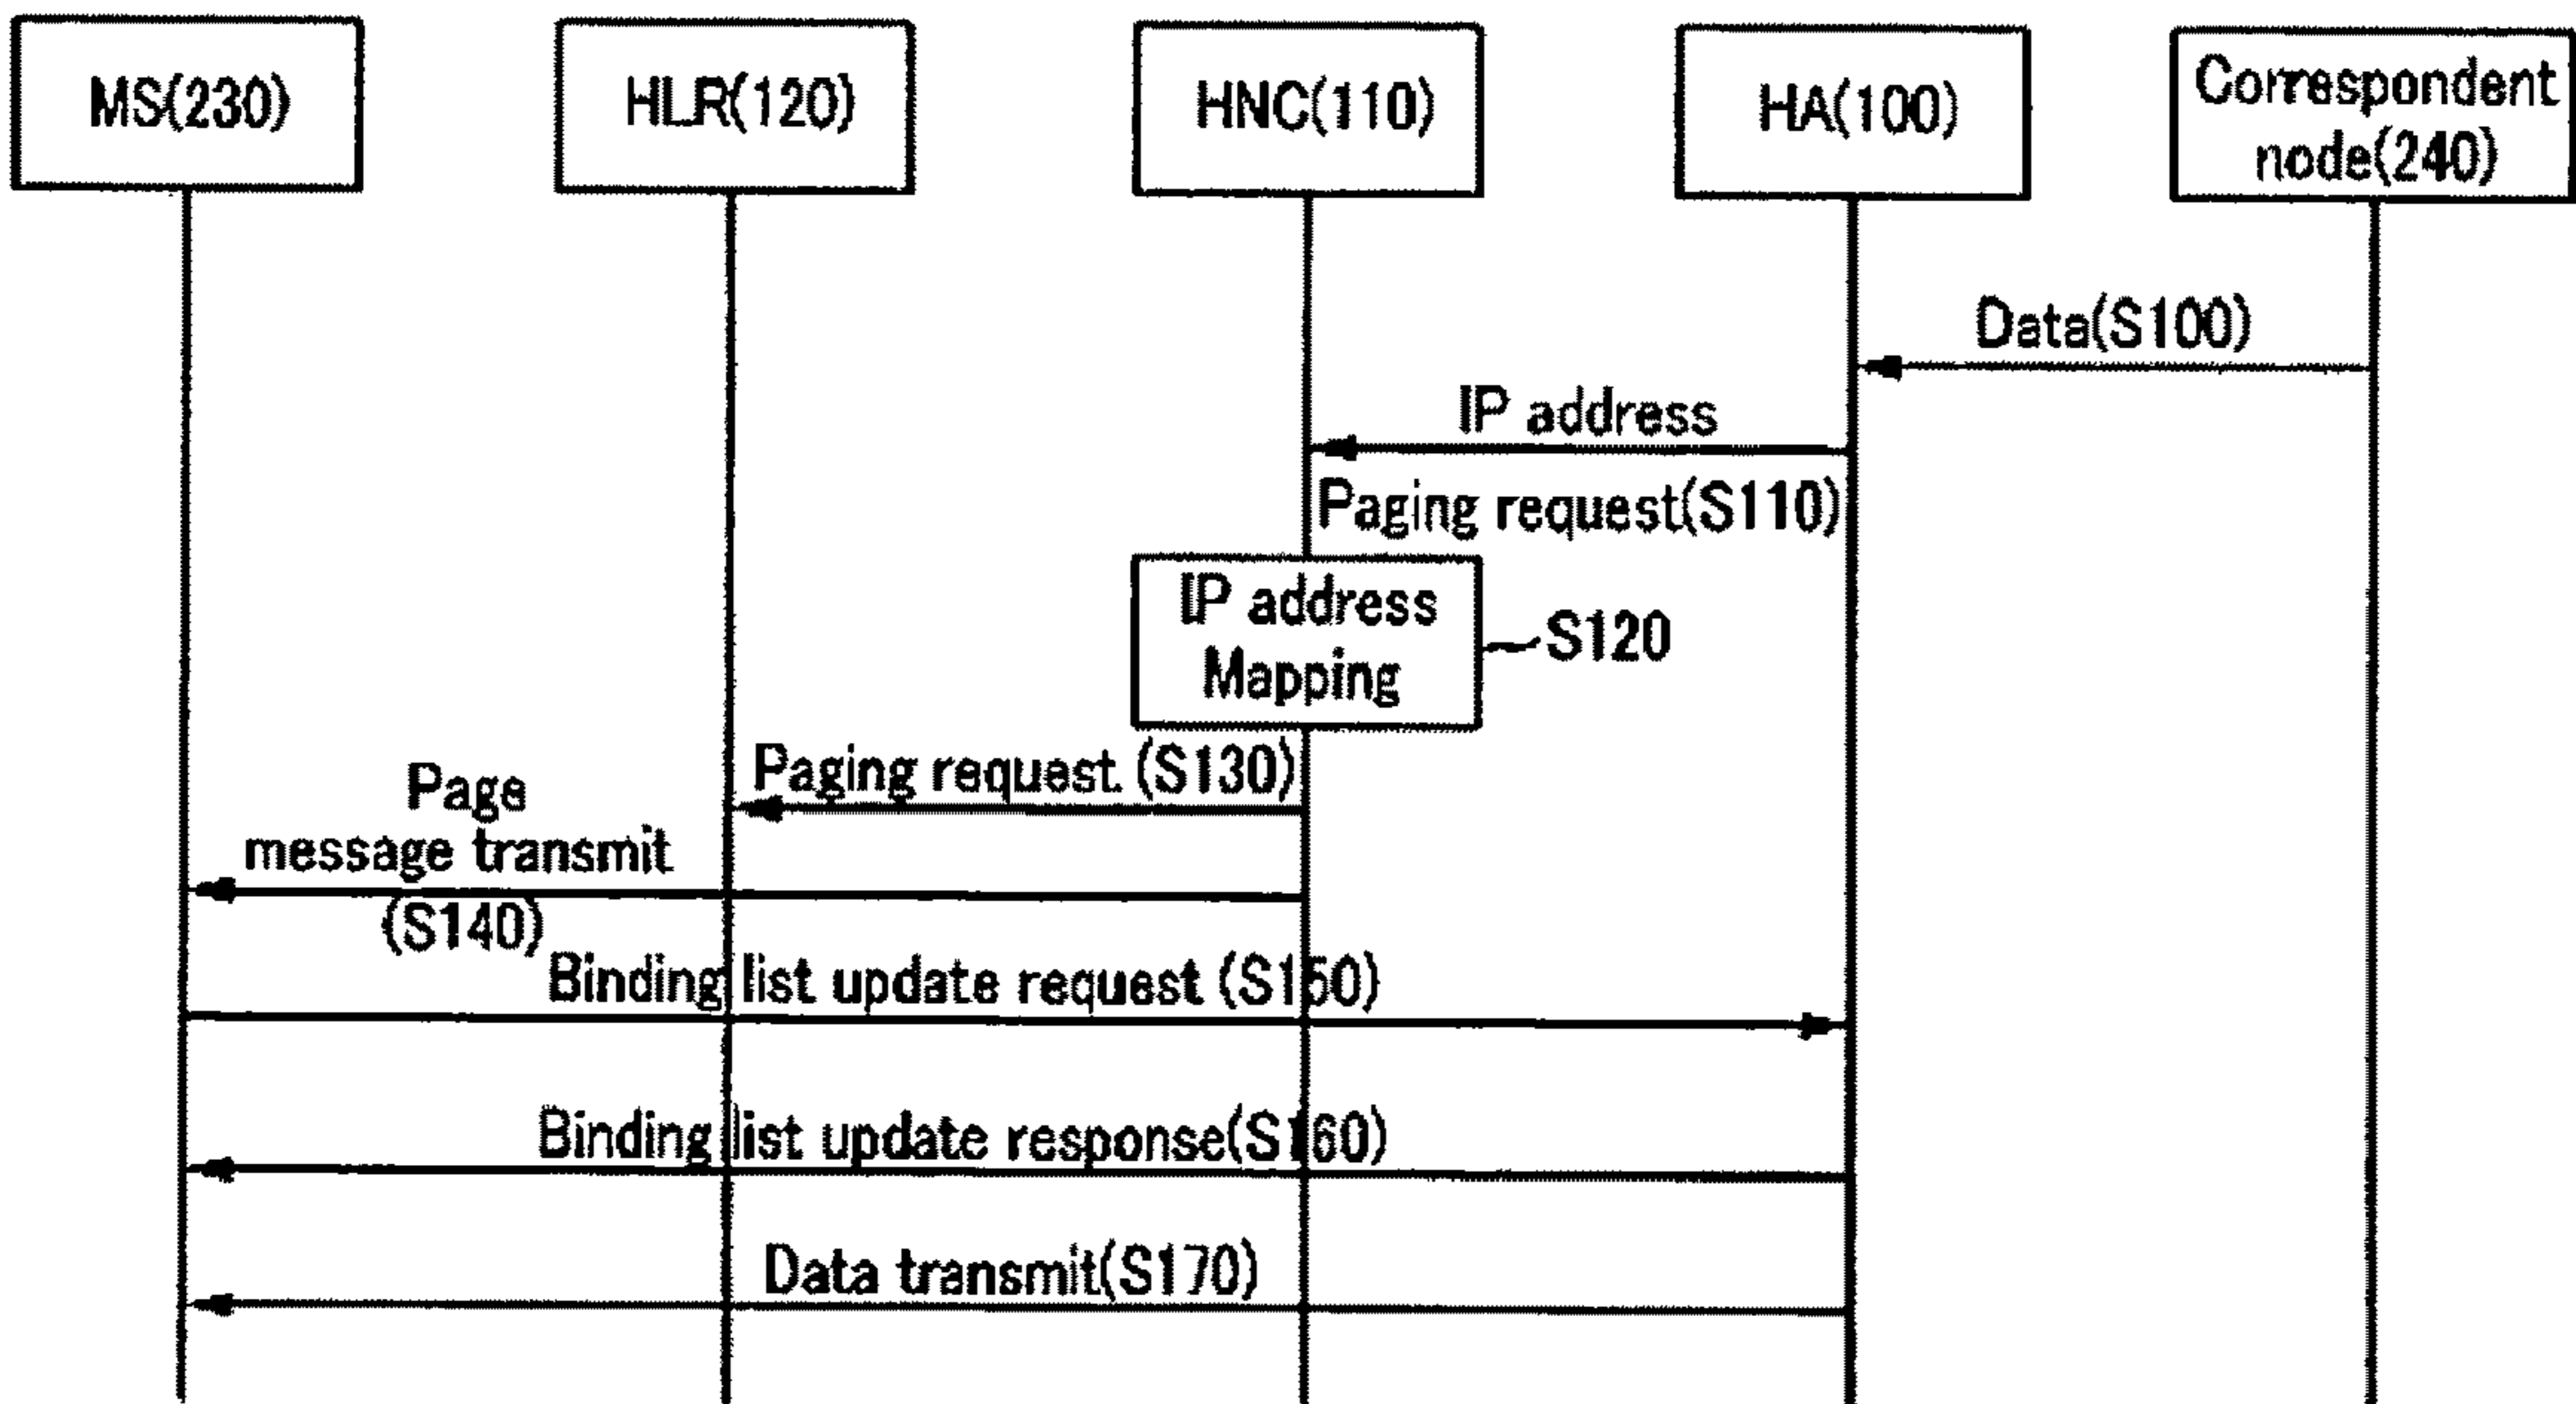 MS(230)
HLR(120)
HNC(110)
HA(100)
Correspondent
node(240)
Data(S100)
IP address
Paging request(S110)
IP address
Mapping
S120
Paging request. (S130)
Page
message transmit
(S140)
Binding list update request (S150)
Binding list update response(S160)
Data transmit(S170)